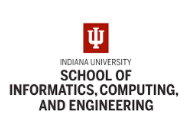 INDIANA UNIVERSITY
SCHOOL OF
INFORMATICS, COMPUTING,
AND ENGINEERING